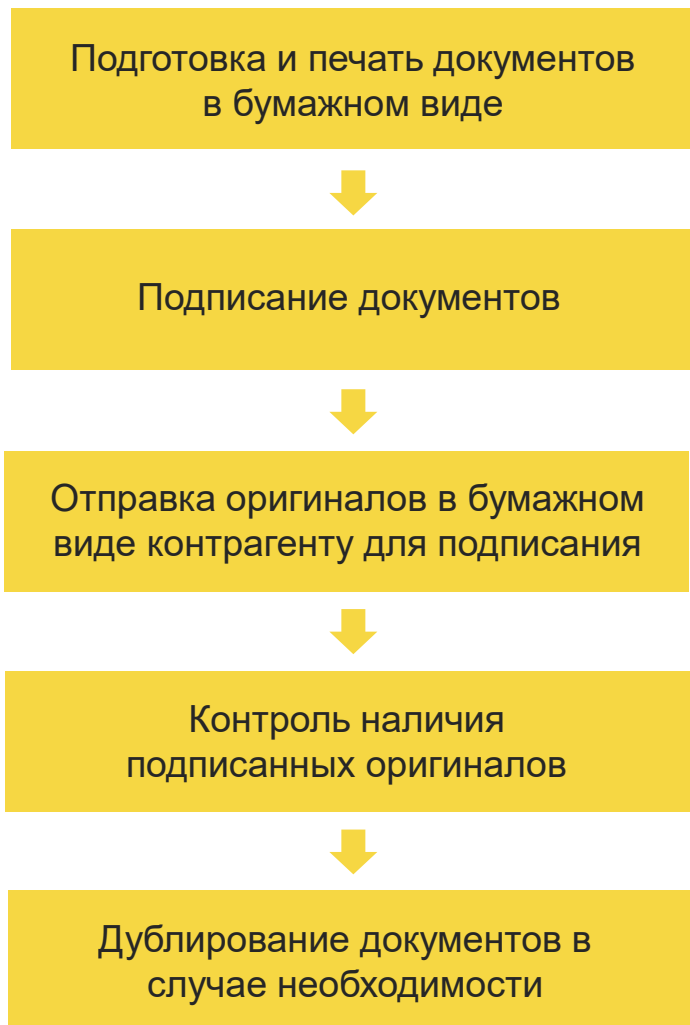 Подготовка и печать документов
в бумажном виде
Подписание документов
Отправка оригиналов в бумажном
виде контрагенту для подписания
Контроль наличия
подписанных оригиналов
Дублирование документов в
случае необходимости